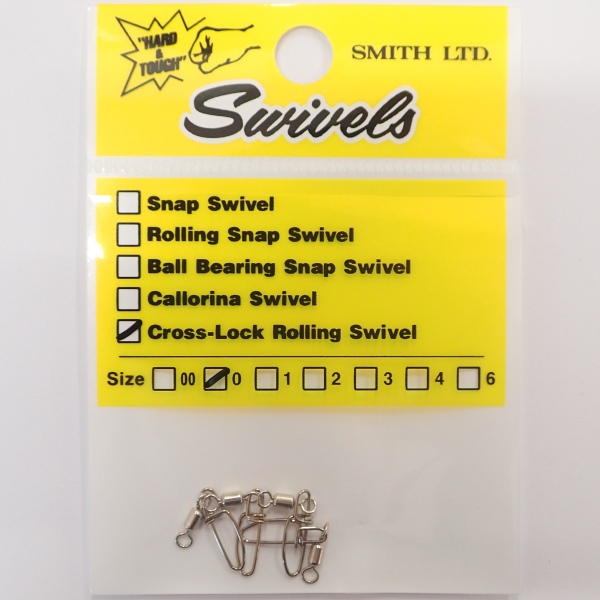 "HARD
&
TOUGH"
SMITH LTD.
Swivels
Snap Swivel
Rolling Snap Swivel
Ball Bearing Snap Swivel
Callorina Swivel
Cross-Lock Rolling Swivel
Size 00 0 1 2 3 4 6